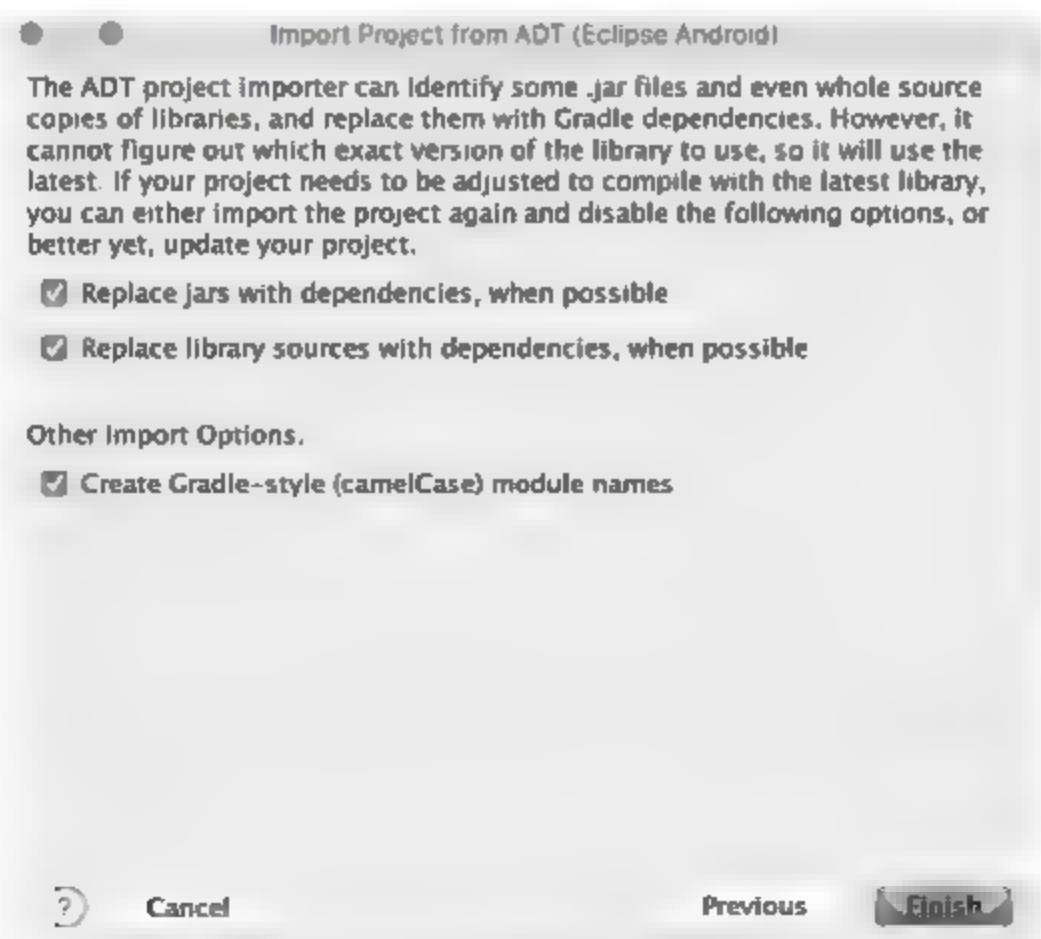 Import Project from ADT (Eclipse Android)
The ADT project importer can identify some .jar files and even whole source
copies of libraries, and replace them with Gradle dependencies. However, it
cannot figure out which exact version of the library to use, so it will use the
latest. If your project needs to be adjusted to compile with the latest library,
you can either import the project again and disable the following options, or
better yet, update your project.
Replace jars with dependencies, when possible
Replace library sources with dependencies, when possible
Other Import Options.
Create Gradle-style (camelCase) module names
? Cancel Previous Finish